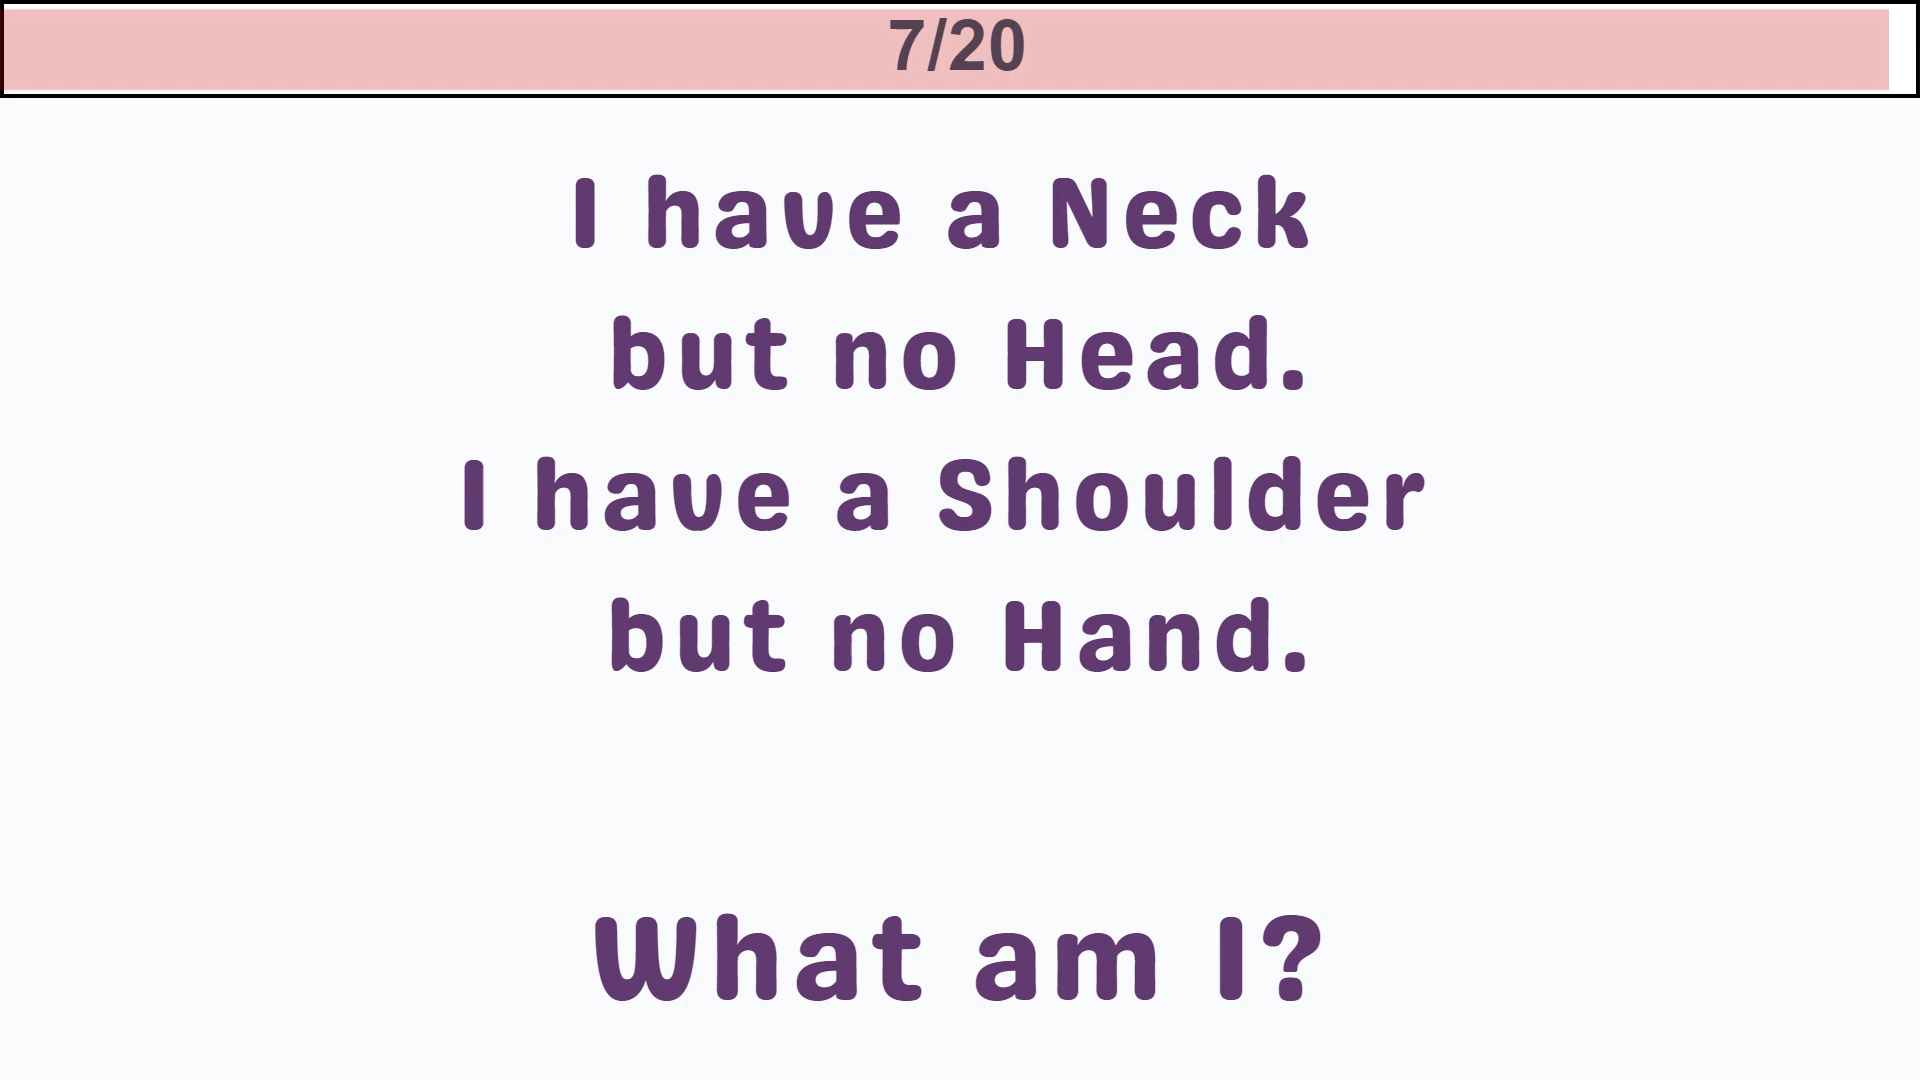 7/20
I have a Neck
but no Head.
I have a Shoulder
but no Hand.
What am I?